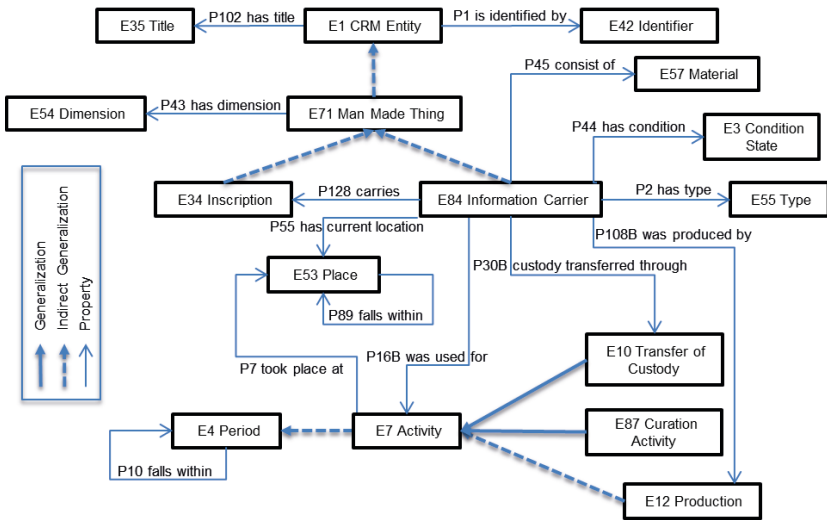 E35 Title
P102 has title
E1 CRM Entity
P1 is identified by
E42 Identifier
P45 consist of
E57 Material
E54 Dimension
P43 has dimension
E71 Man Made Thing
P44 has condition
E3 Condition
State
E34 Inscription
P128 carries
E84 Information Carrier
P2 has type
E55 Type
P55 has current location
P108B was produced by
Generalization
Indirect Generalization
Property
E53 Place
P30B custody transferred through
P89 falls within
P7 took place at
P16B was used for
E10 Transfer of
Custody
E4 Period
E7 Activity
E87 Curation
Activity
P10 falls within
E12 Production